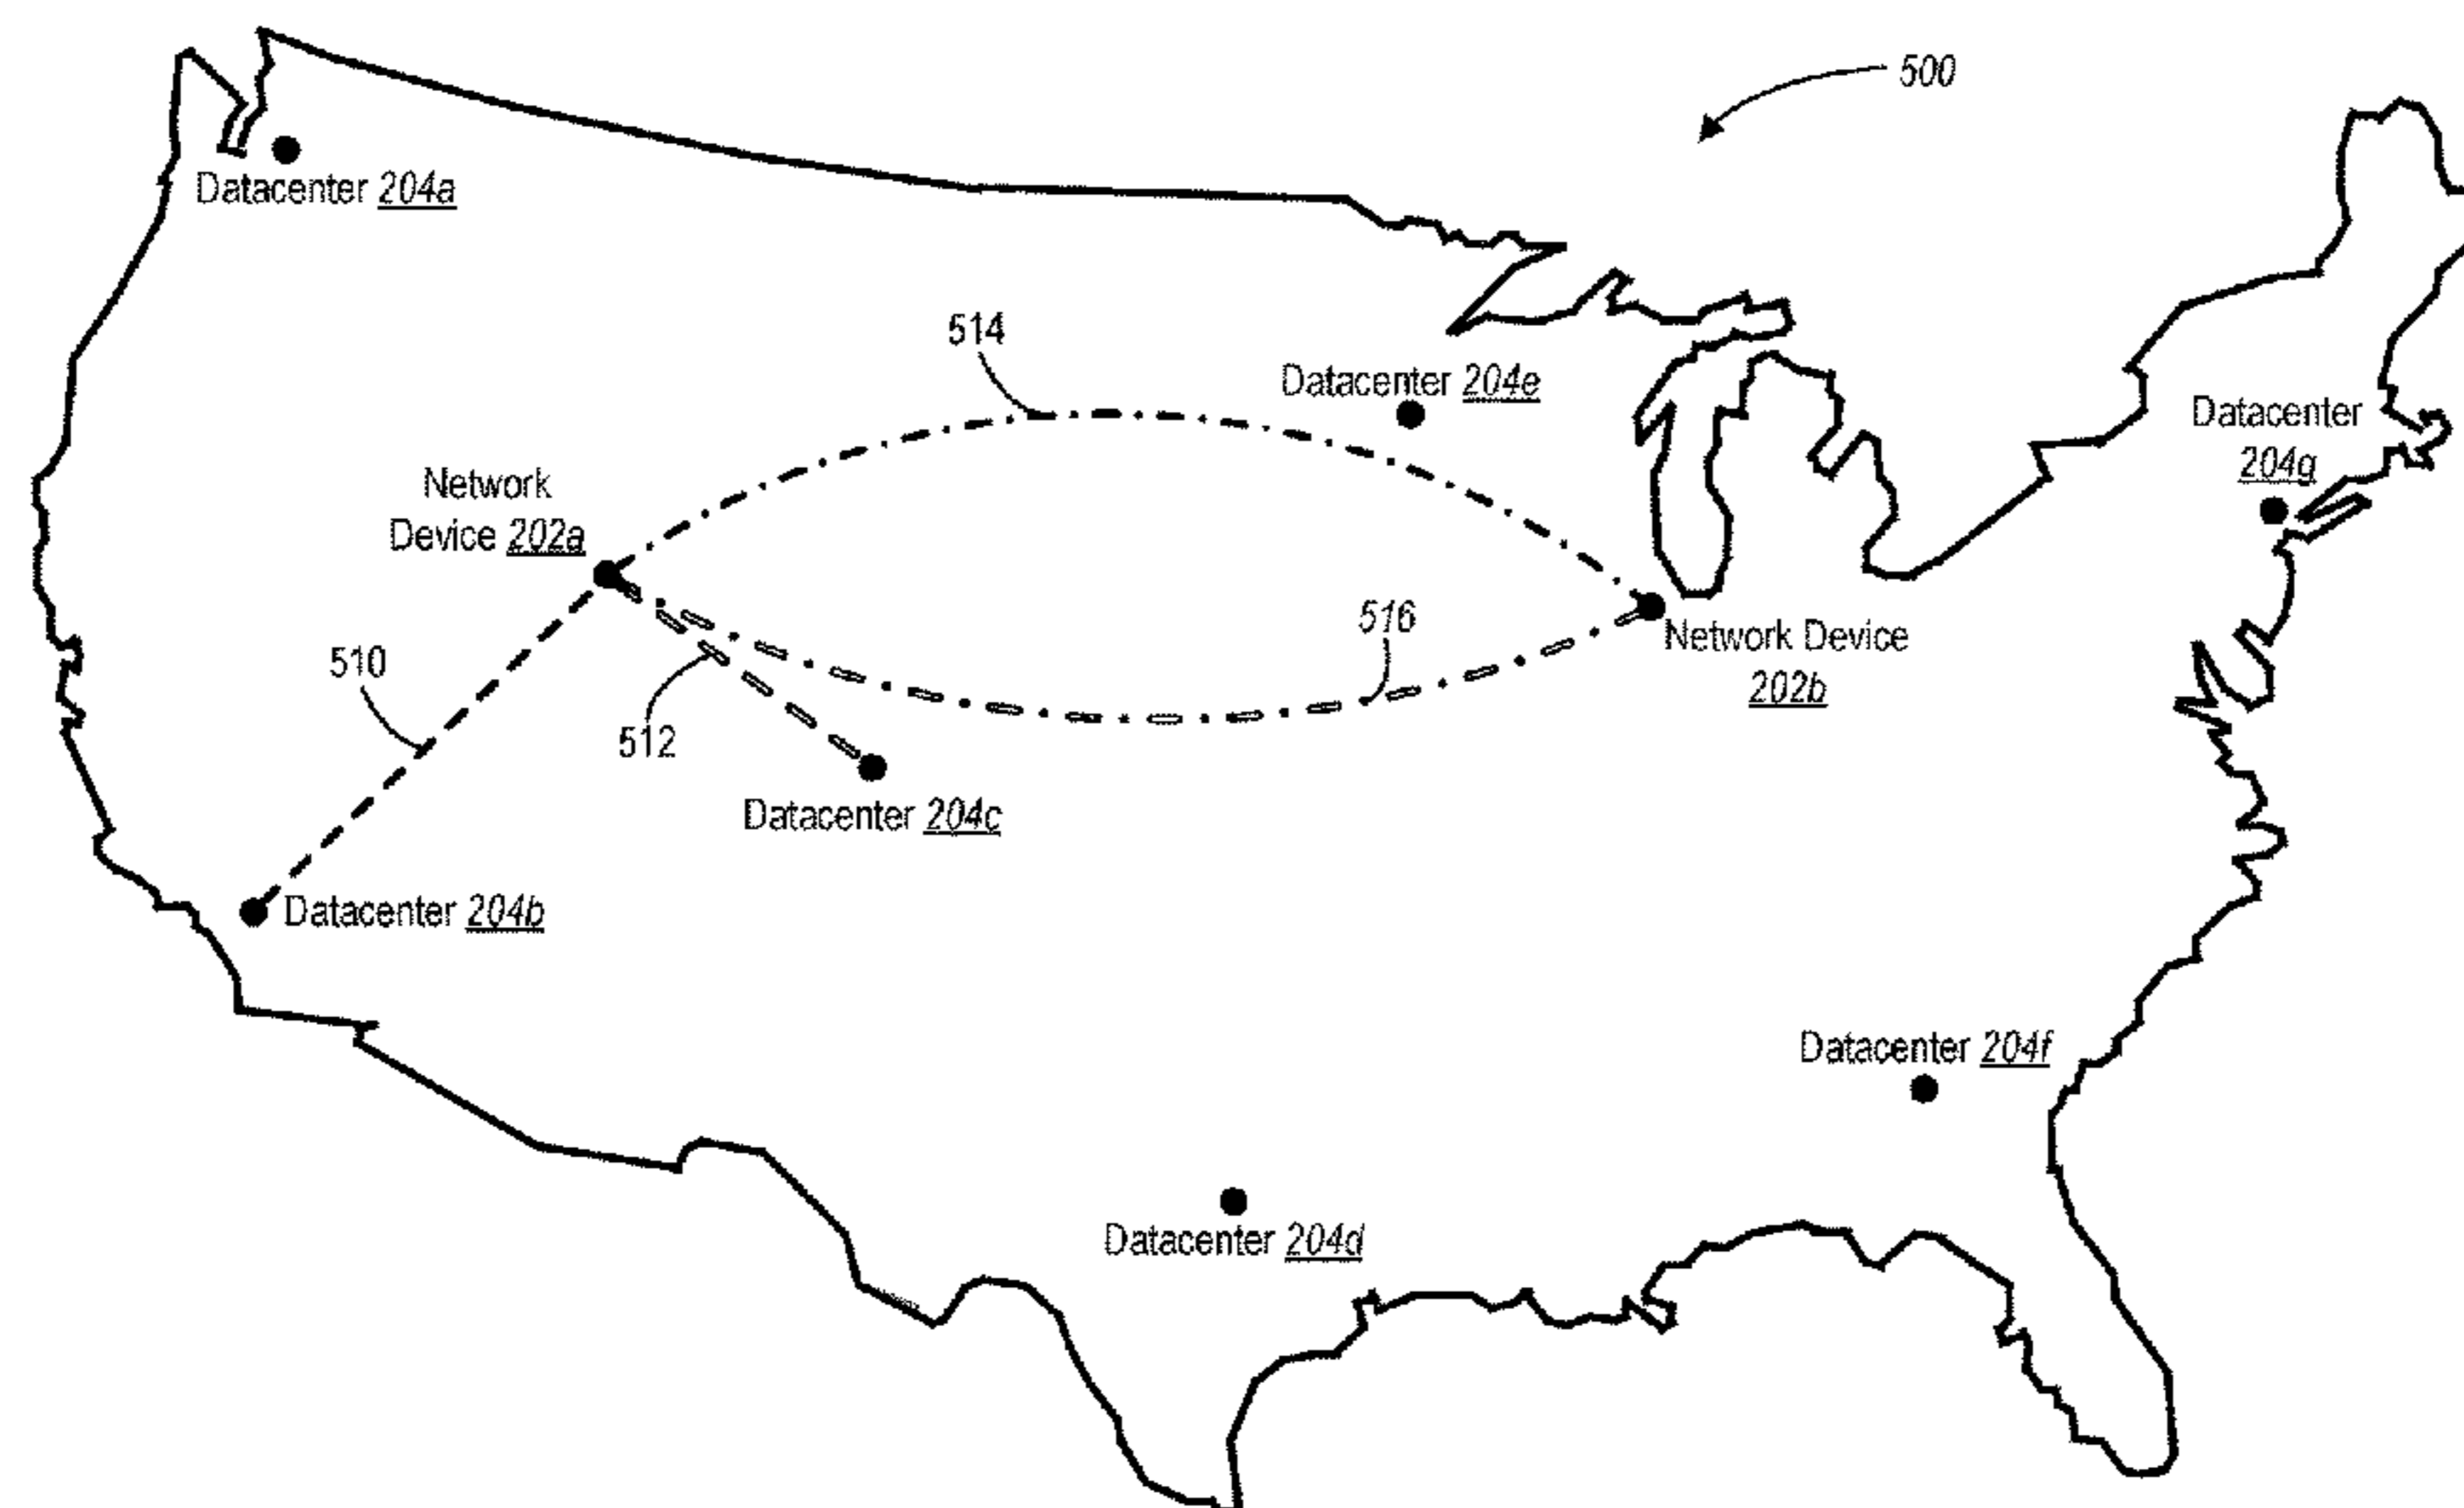 500
Datacenter 204a
514
Datacenter 204e
Datacenter
204g
Network
Device 202a
516
Network Device
202b
510
512
Datacenter 204c
Datacenter 204b
Datacenter 204f
Datacenter 204d